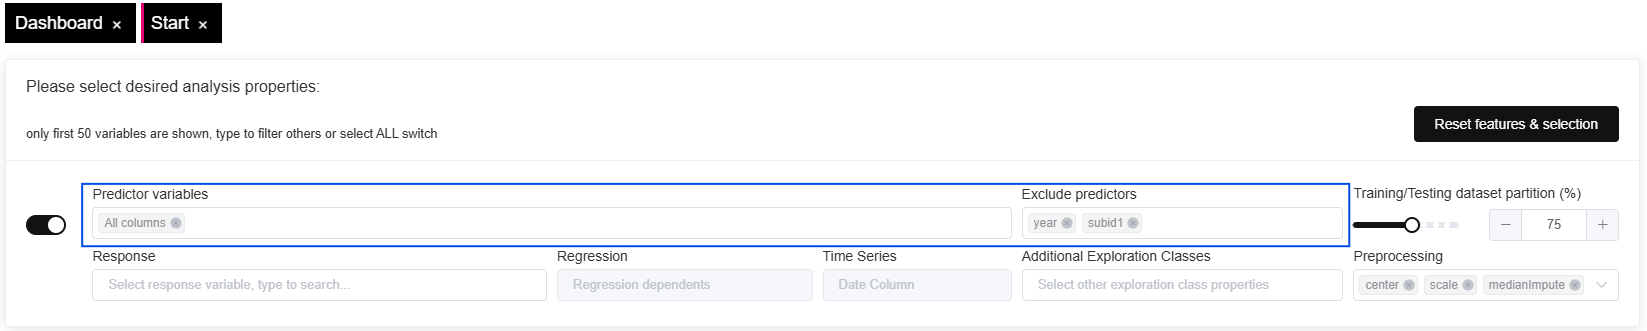 Dashboard × Start ×
Please select desired analysis properties:
only first 50 variables are shown, type to filter others or select ALL switch
Reset features & selection
Predictor variables Exclude predictors Training/Testing dataset partition (%)
All columns year subid1 75
Response Regression Time Series Additional Exploration Classes Preprocessing
Select response variable, type to search... Regression dependents Date Column Select other exploration class properties center scale medianImpute